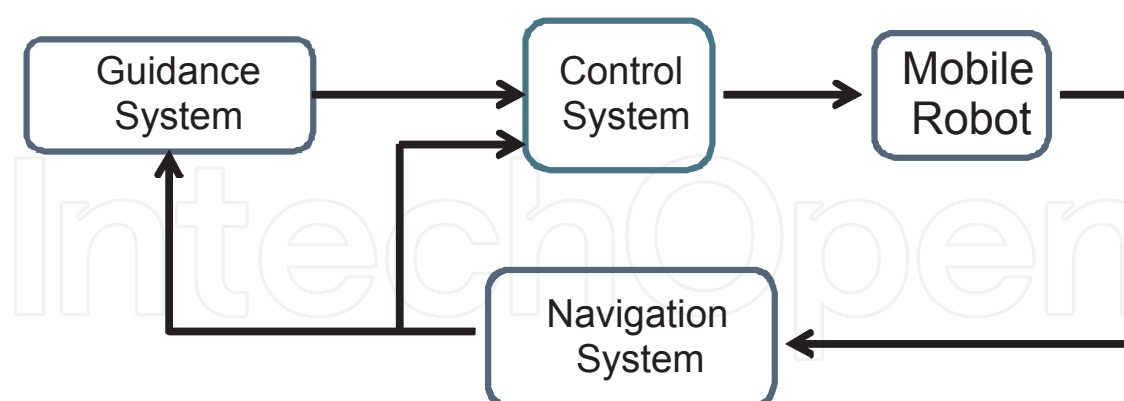 Guidance
System
Control
System
Mobile
Robot
IntechOpen
Navigation
System